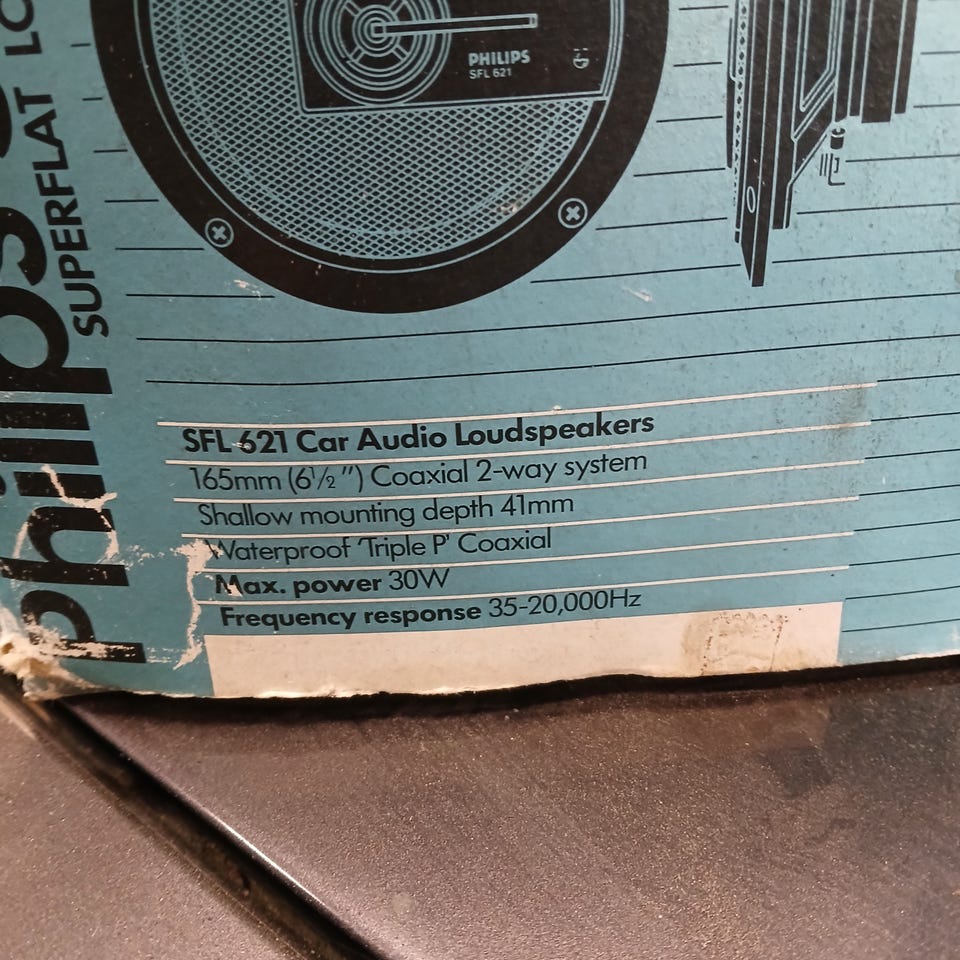 PHILIPS
SFL 621
philips
SUPERFLAT
SFL 621 Car Audio Loudspeakers
165mm (6½") Coaxial 2-way system
Shallow mounting depth 41mm
Waterproof 'Triple P' Coaxial
Max. power 30W
Frequency response 35-20,000Hz